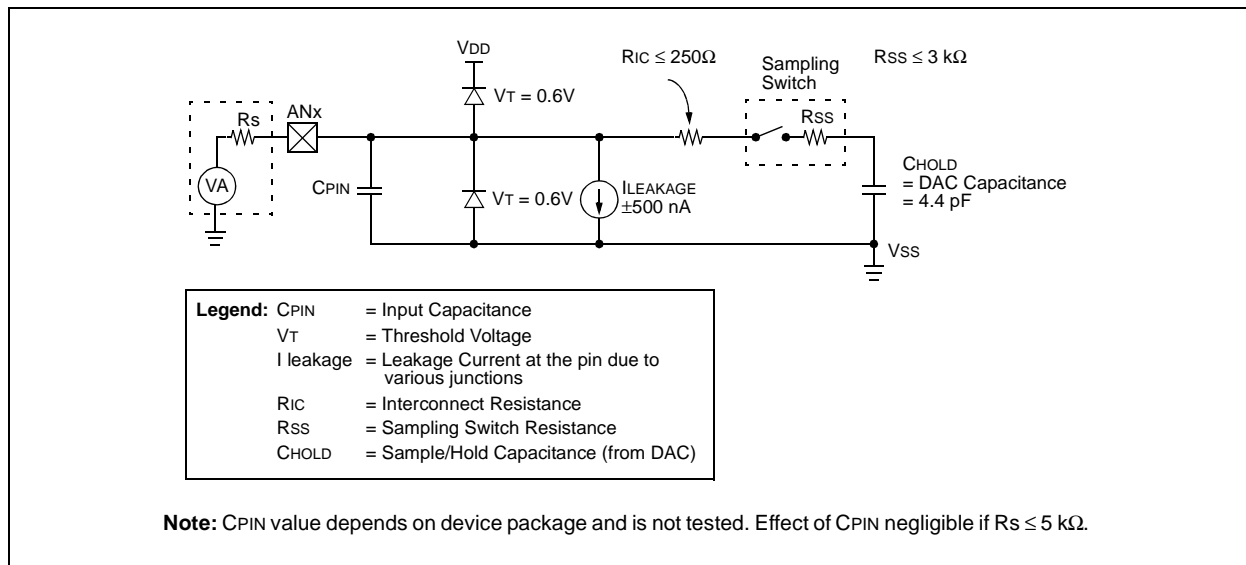 VDD
RIC ≤ 250Ω
Sampling
Switch
RSS ≤ 3 kΩ
VT = 0.6V
Rs
ANx
RSS
VA
CPIN
VT = 0.6V
ILEAKAGE
±500 nA
CHOLD
= DAC Capacitance
= 4.4 pF
VSS
Legend: CPIN = Input Capacitance
VT = Threshold Voltage
I leakage = Leakage Current at the pin due to
various junctions
RIC = Interconnect Resistance
RSS = Sampling Switch Resistance
CHOLD = Sample/Hold Capacitance (from DAC)
Note: CPIN value depends on device package and is not tested. Effect of CPIN negligible if Rs ≤ 5 kΩ.